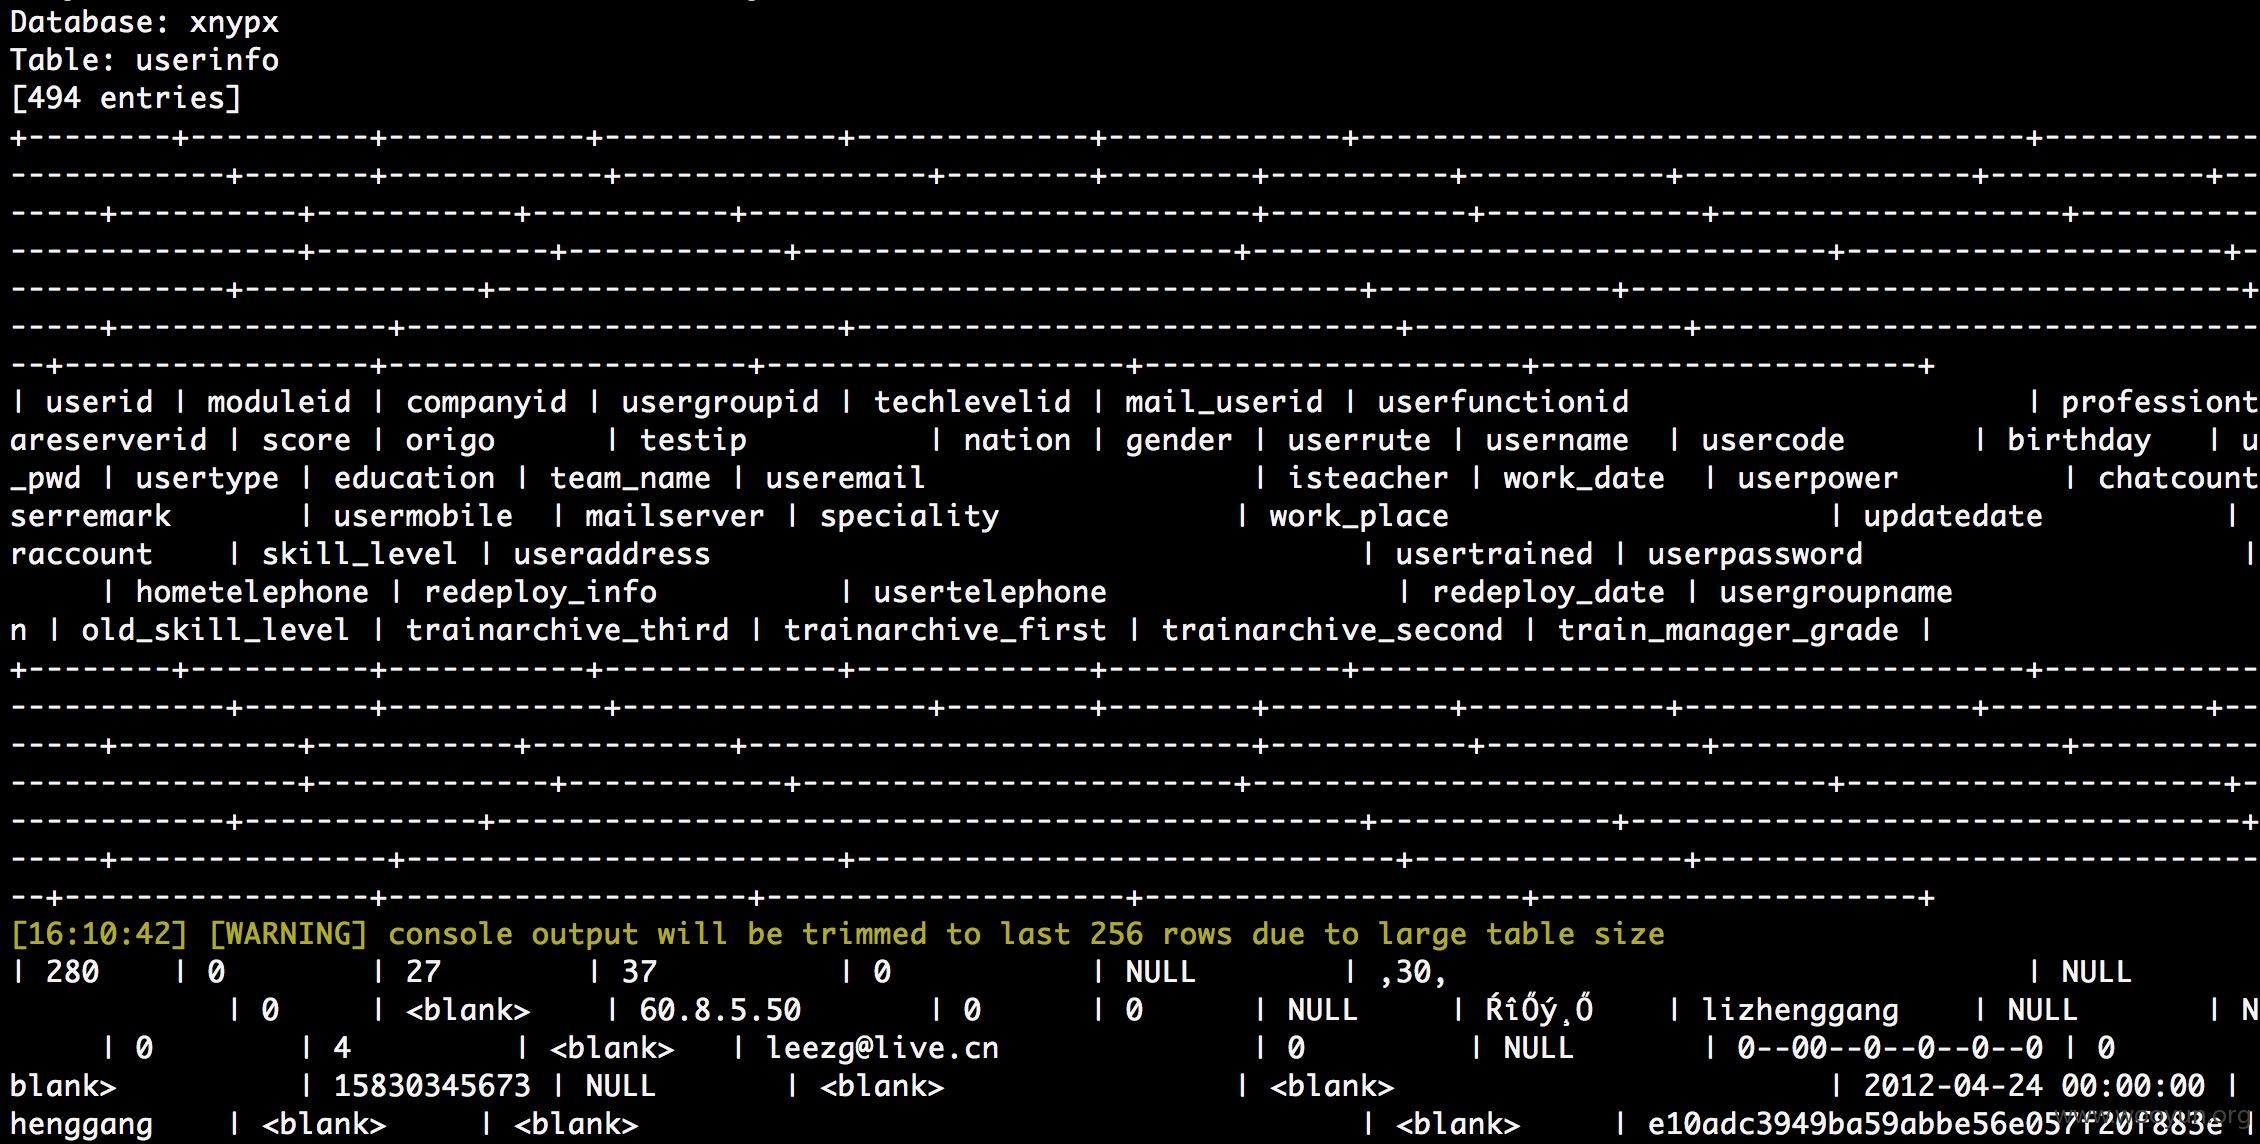 Database: xnypx
Table: userinfo
[494 entries]
+--------+----------+-----------+-------------+-------------+-------------+-------------------------------------+------------
------------+-------+------------+-----------------+--------+--------+----------+-----------+----------------+------------+--
-----+----------+-----------+-----------+----------------------------+-----------+------------+-------------------+----------
----------------+-------------+------------+------------------------+--------------------------------+---------------------+-
------------+-------------+------------------------------------------------+-------------+----------------------------------+
-----+---------------+------------------------+------------------------------+---------------+-------------------------------
--+-----------------+--------------------+--------------------+---------------------+---------------------+
| userid | moduleid | companyid | usergroupid | techlevelid | mail_userid | userfunctionid | professiont
areserverid | score | origo | testip | nation | gender | userrute | username | usercode | birthday | u
_pwd | usertype | education | team_name | useremail | isteacher | work_date | userpower | chatcount
serremark | usermobile | mailserver | speciality | work_place | updatedate |
raccount | skill_level | useraddress | usertrained | userpassword |
| hometelephone | redeploy_info | usertelephone | redeploy_date | usergroupname
n | old_skill_level | trainarchive_third | trainarchive_first | trainarchive_second | train_manager_grade |
+--------+----------+-----------+-------------+-------------+-------------+-------------------------------------+------------
------------+-------+------------+-----------------+--------+--------+----------+-----------+----------------+------------+--
-----+----------+-----------+-----------+----------------------------+-----------+------------+-------------------+----------
----------------+-------------+------------+------------------------+--------------------------------+---------------------+-
------------+-------------+------------------------------------------------+-------------+----------------------------------+
-----+---------------+------------------------+------------------------------+---------------+-------------------------------
--+-----------------+--------------------+--------------------+---------------------+---------------------+
[16:10:42] [WARNING] console output will be trimmed to last 256 rows due to large table size
| 280 | 0 | 27 | 37 | 0 | NULL | ,30, | NULL
| 0 | <blank> | 60.8.5.50 | 0 | 0 | NULL | ŔîŐý¸Ő | lizhenggang | NULL | N
| 0 | 4 | <blank> | leezg@live.cn | 0 | NULL | 0--00--0--0--0--0 | 0
blank> | 15830345673 | NULL | <blank> | <blank> | 2012-04-24 00:00:00 |
henggang | <blank> | <blank> | <blank> | e10adc3949ba59abbe56e057f20f883e |
www.wooyun.org